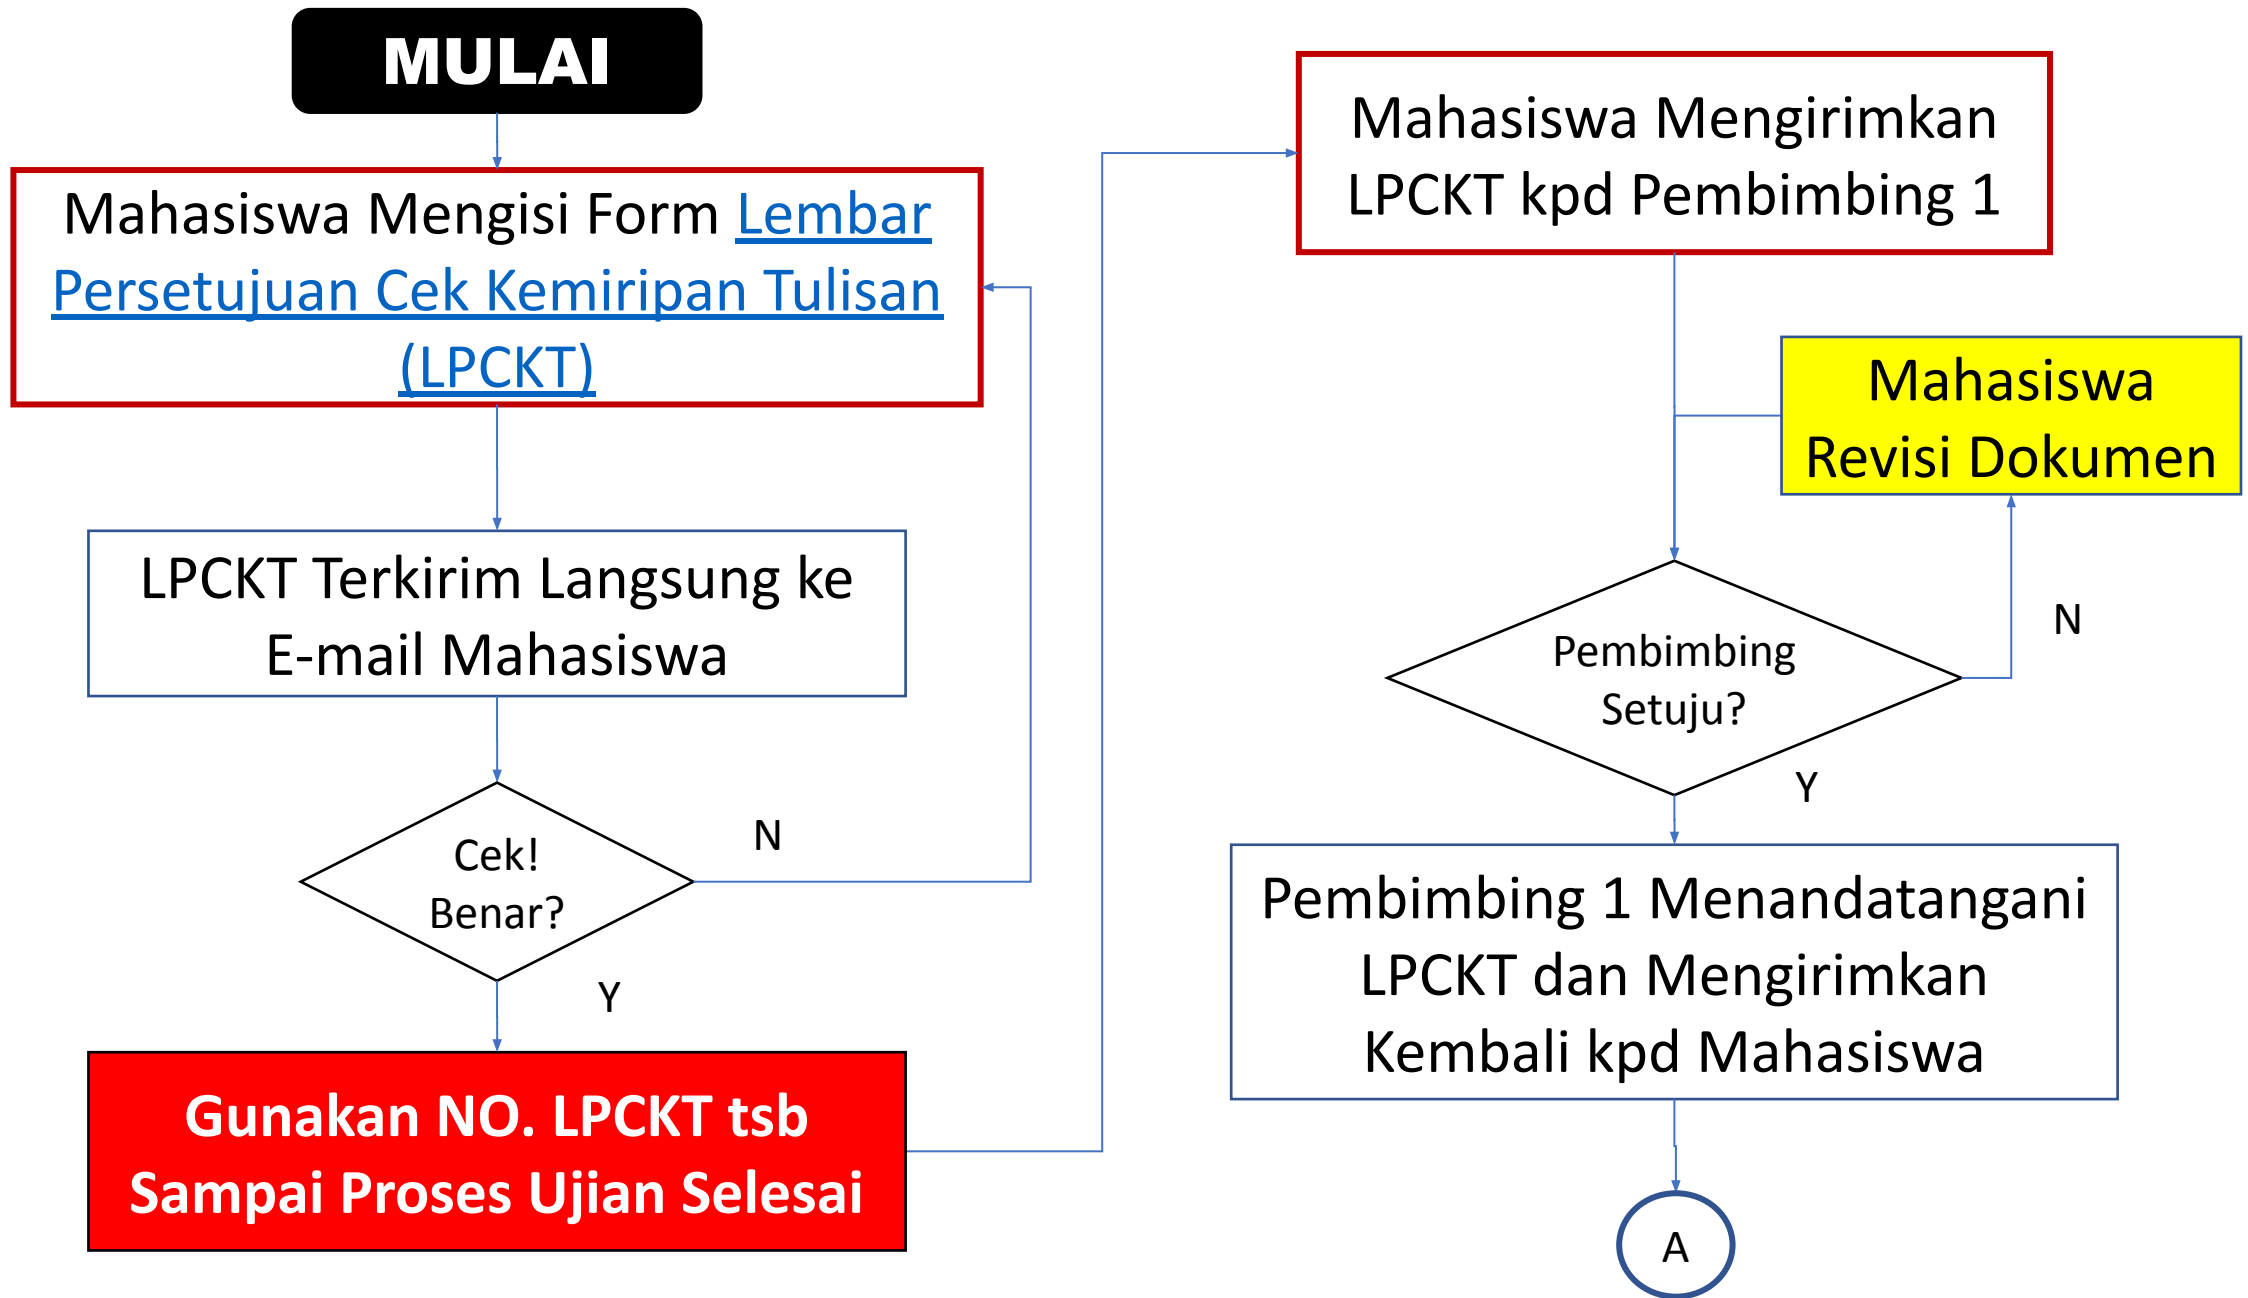 MULAI
Mahasiswa Mengisi Form Lembar
Persetujuan Cek Kemiripan Tulisan
(LPCKT)
LPCKT Terkirim Langsung ke
E-mail Mahasiswa
Cek!
Benar?
N
Y
Gunakan NO. LPCKT tsb
Sampai Proses Ujian Selesai
Mahasiswa Mengirimkan
LPCKT kpd Pembimbing 1
Mahasiswa
Revisi Dokumen
Pembimbing
Setuju?
N
Y
Pembimbing 1 Menandatangani
LPCKT dan Mengirimkan
Kembali kpd Mahasiswa
A